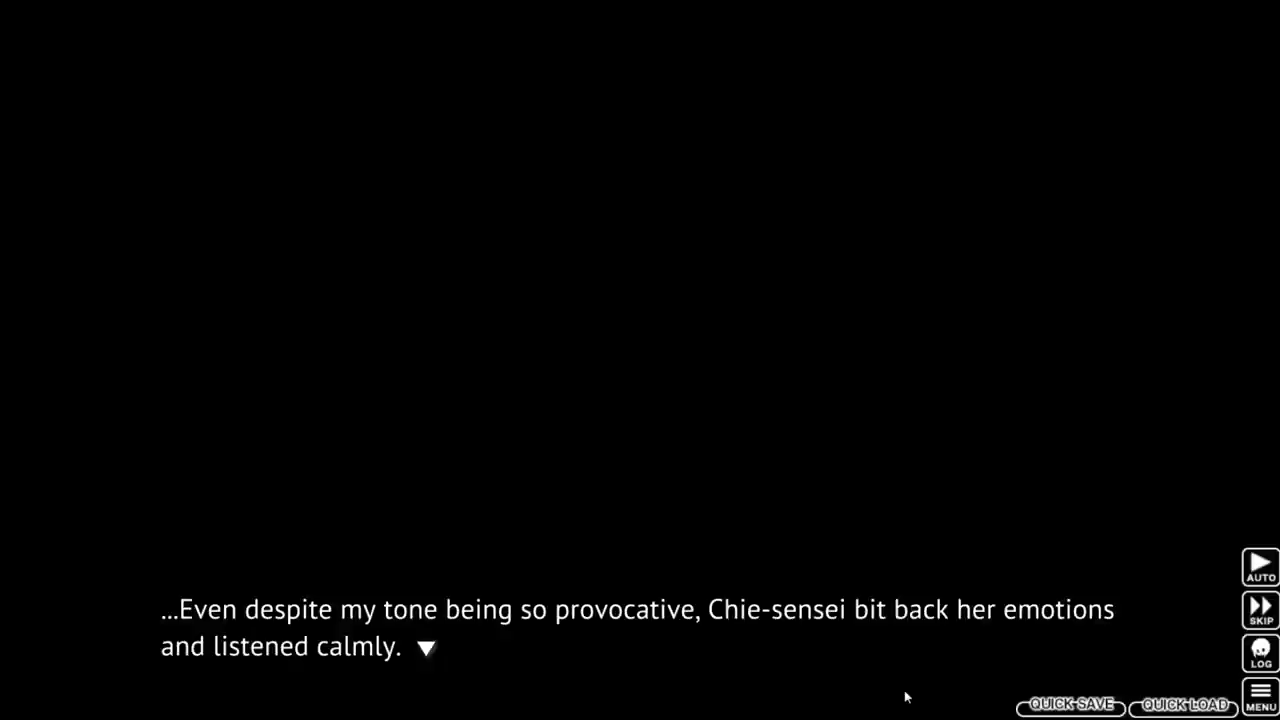 ...Even despite my tone being so provocative, Chie-sensei bit back her emotions
and listened calmly.
AUTO
SKIP
LOG
MENU
QUICK SAVE
QUICK LOAD